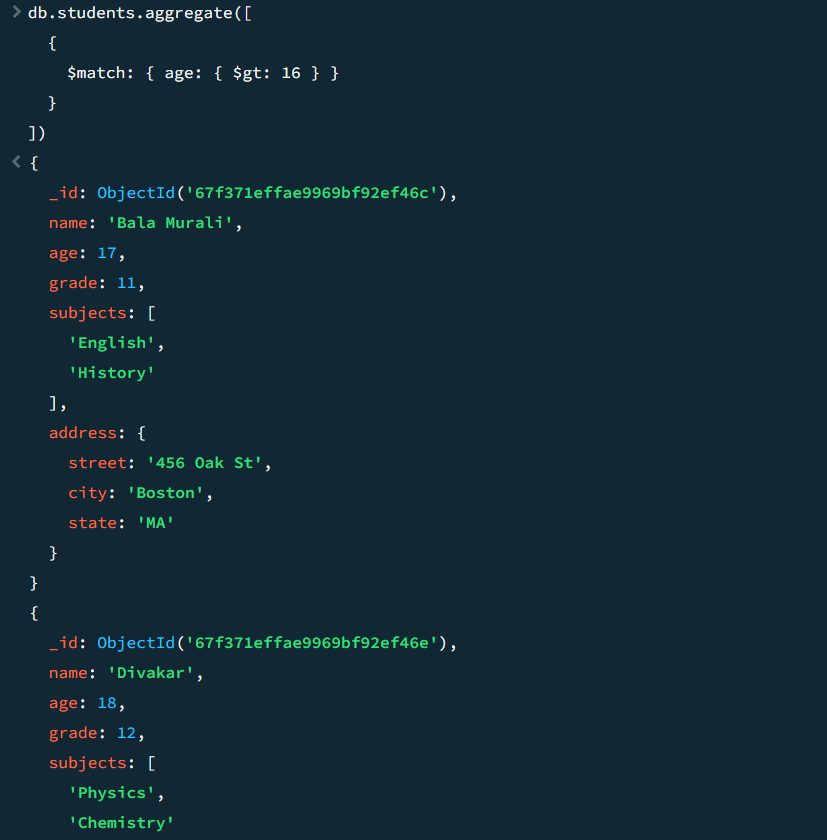 > db.students.aggregate([
    {
      $match: { age: { $gt: 16 } }
    }
  ])
< {
    _id: ObjectId('67f371effae9969bf92ef46c'),
    name: 'Bala Murali',
    age: 17,
    grade: 11,
    subjects: [
      'English',
      'History'
    ],
    address: {
      street: '456 Oak St',
      city: 'Boston',
      state: 'MA'
    }
  }
  {
    _id: ObjectId('67f371effae9969bf92ef46e'),
    name: 'Divakar',
    age: 18,
    grade: 12,
    subjects: [
      'Physics',
      'Chemistry'